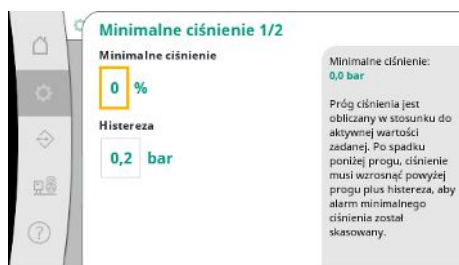 Minimalne ciśnienie 1/2
Minimalne ciśnienie
0 %
Histereza
0,2 bar
Minimalne ciśnienie:
0,0 bar
Próg ciśnienia jest
obliczany w stosunku do
aktywnej wartości
zadanej. Po spadku
poniżej progu, ciśnienie
musi wzrosnąć powyżej
progu plus histereza, aby
alarm minimalnego
ciśnienia został
skasowany.